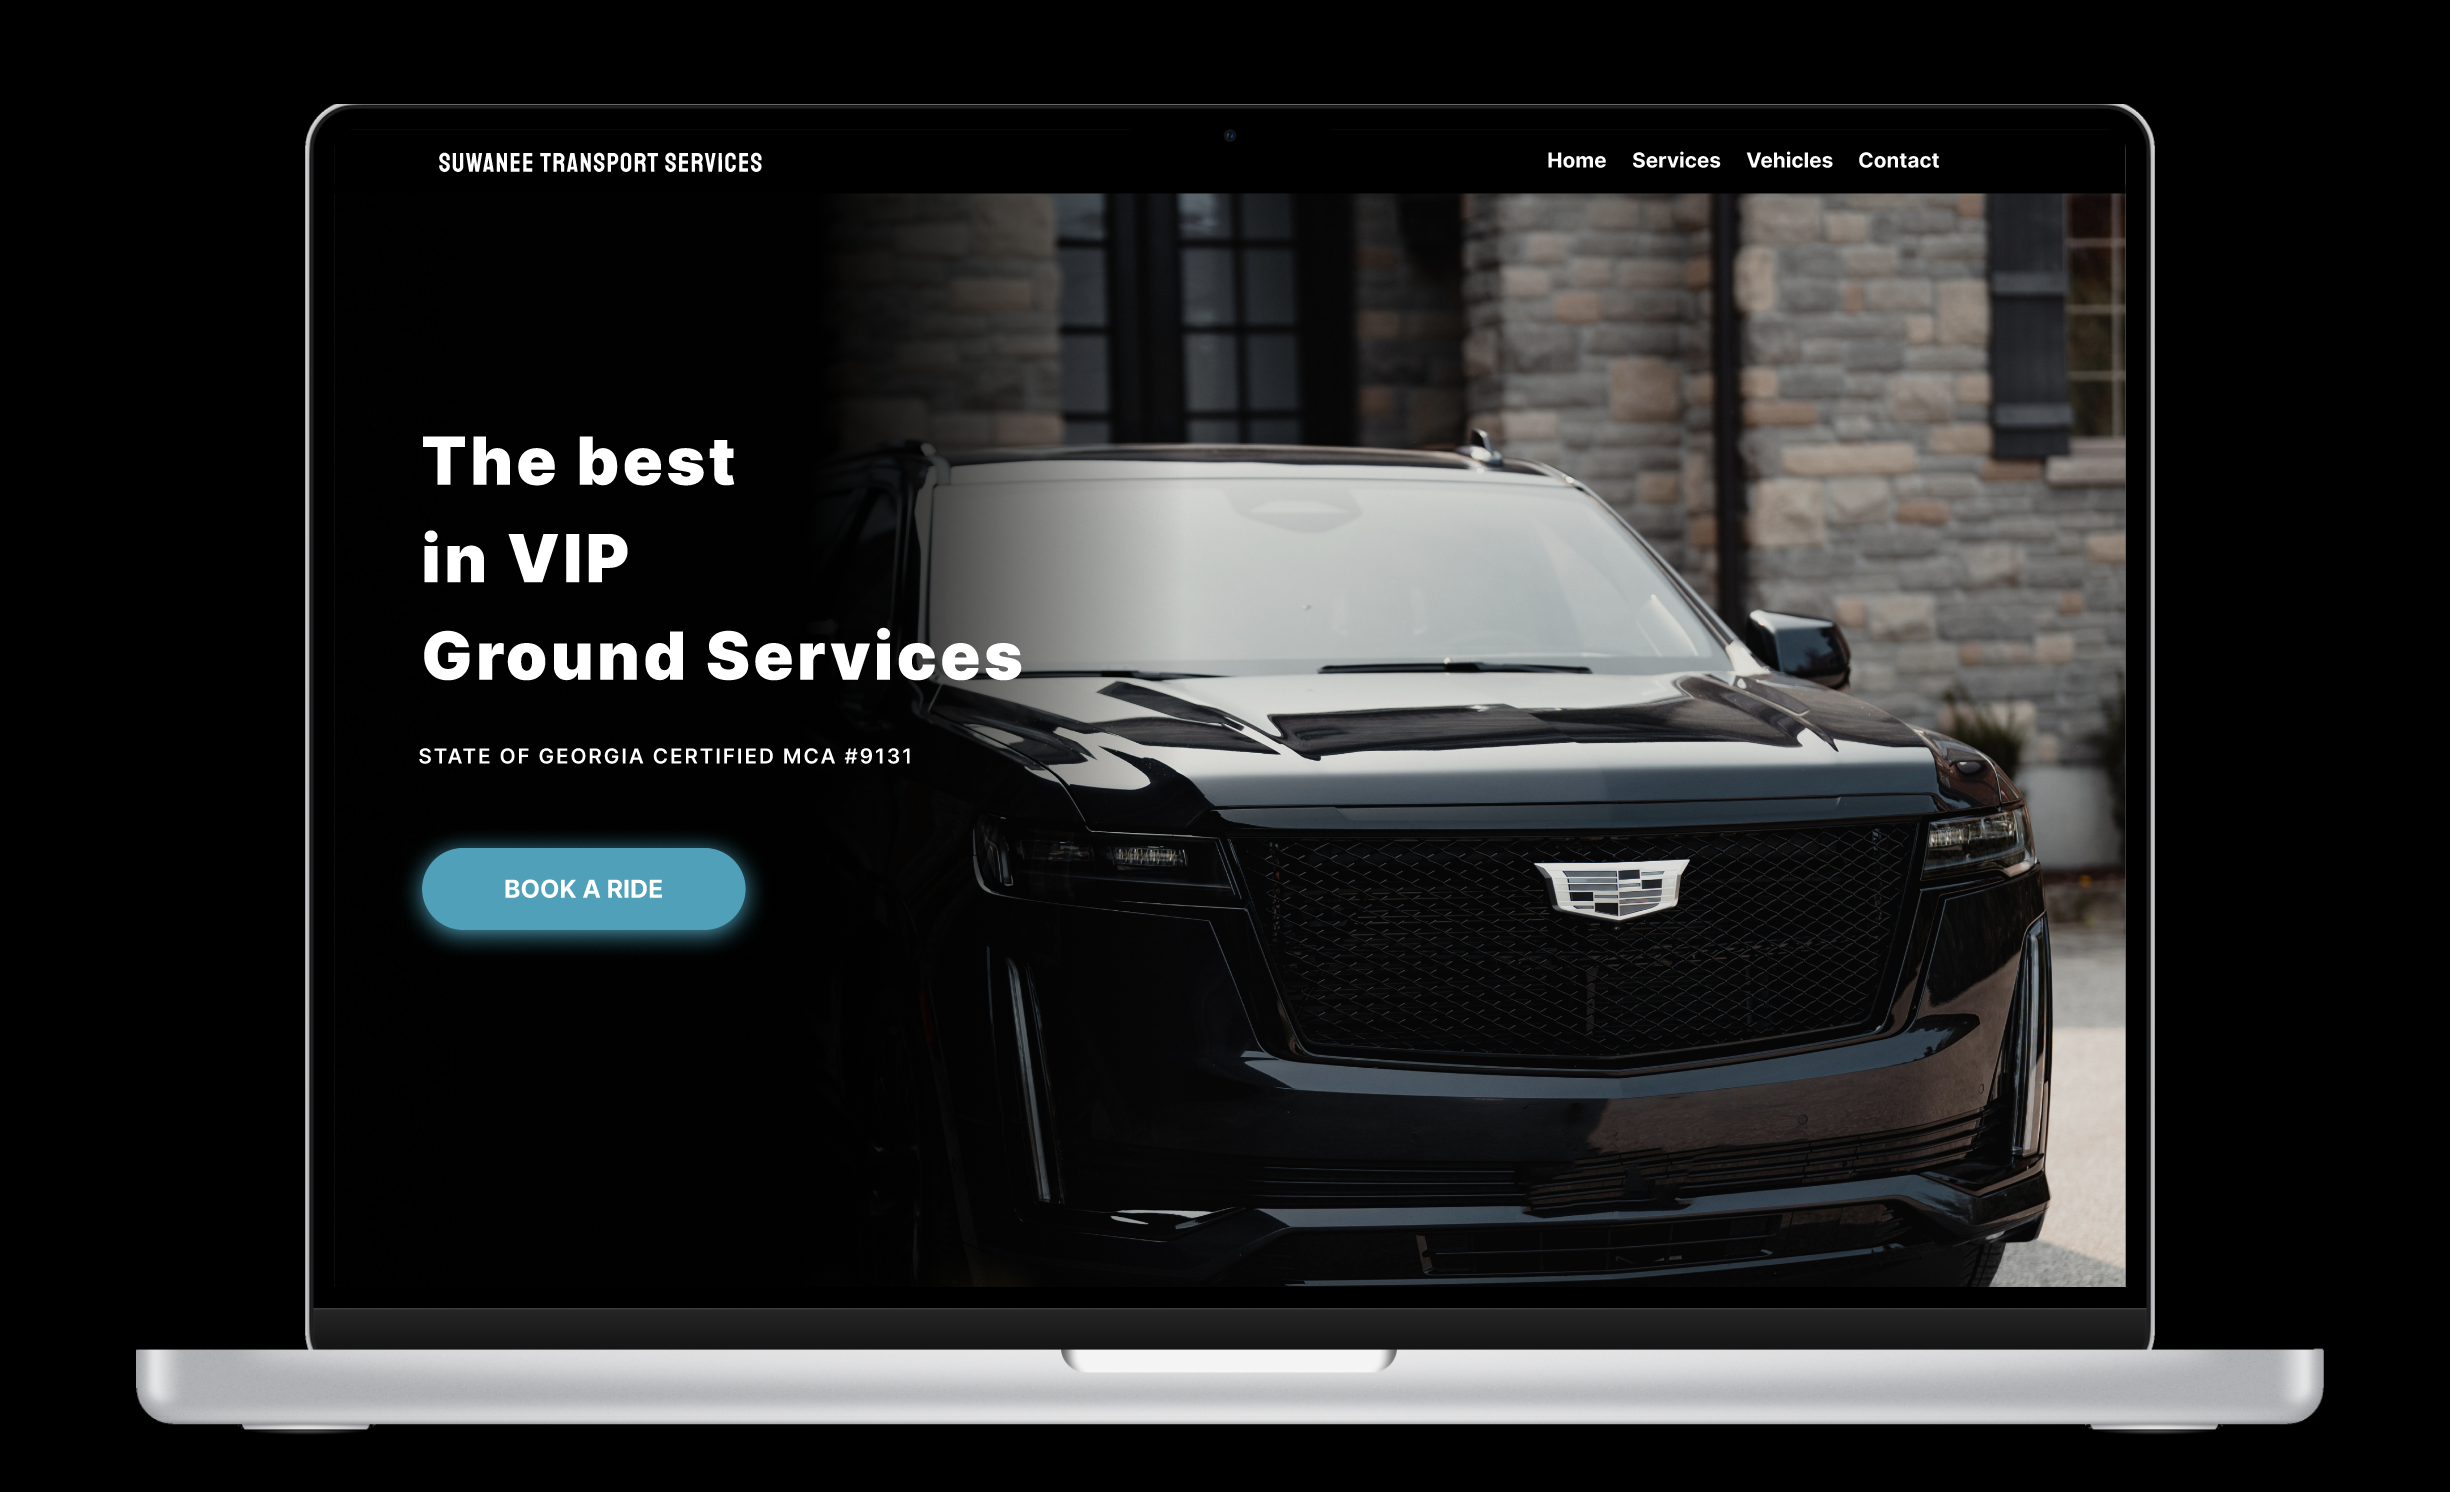 SUWANEE TRANSPORT SERVICES
Home Services Vehicles Contact
The best
in VIP
Ground Services
STATE OF GEORGIA CERTIFIED MCA #9131
BOOK A RIDE